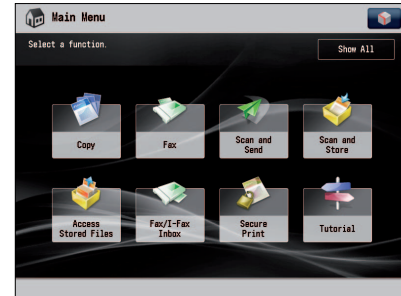 Main Menu
Select a function.
Show All
Copy
Fax
Scan and
Send
Scan and
Store
Access
Stored Files
Fax/I-Fax
Inbox
Secure
Print
Tutorial